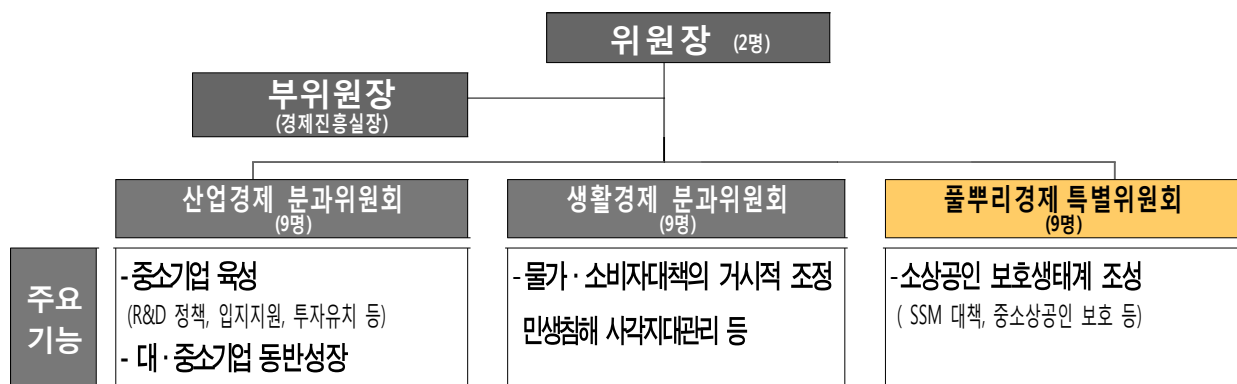 위원장 (2명)
부위원장
(경제진흥실장)
산업경제 분과위원회
(9명)
생활경제 분과위원회
(9명)
풀뿌리경제 특별위원회
(9명)
주요
기능
- 중소기업 육성
(R&D 정책, 입지지원, 투자유치 등)
- 대·중소기업 동반성장
- 물가·소비자대책의 거시적 조정
민생침해 사각지대관리 등
-소상공인 보호생태계 조성
( SSM 대책, 중소상공인 보호 등)